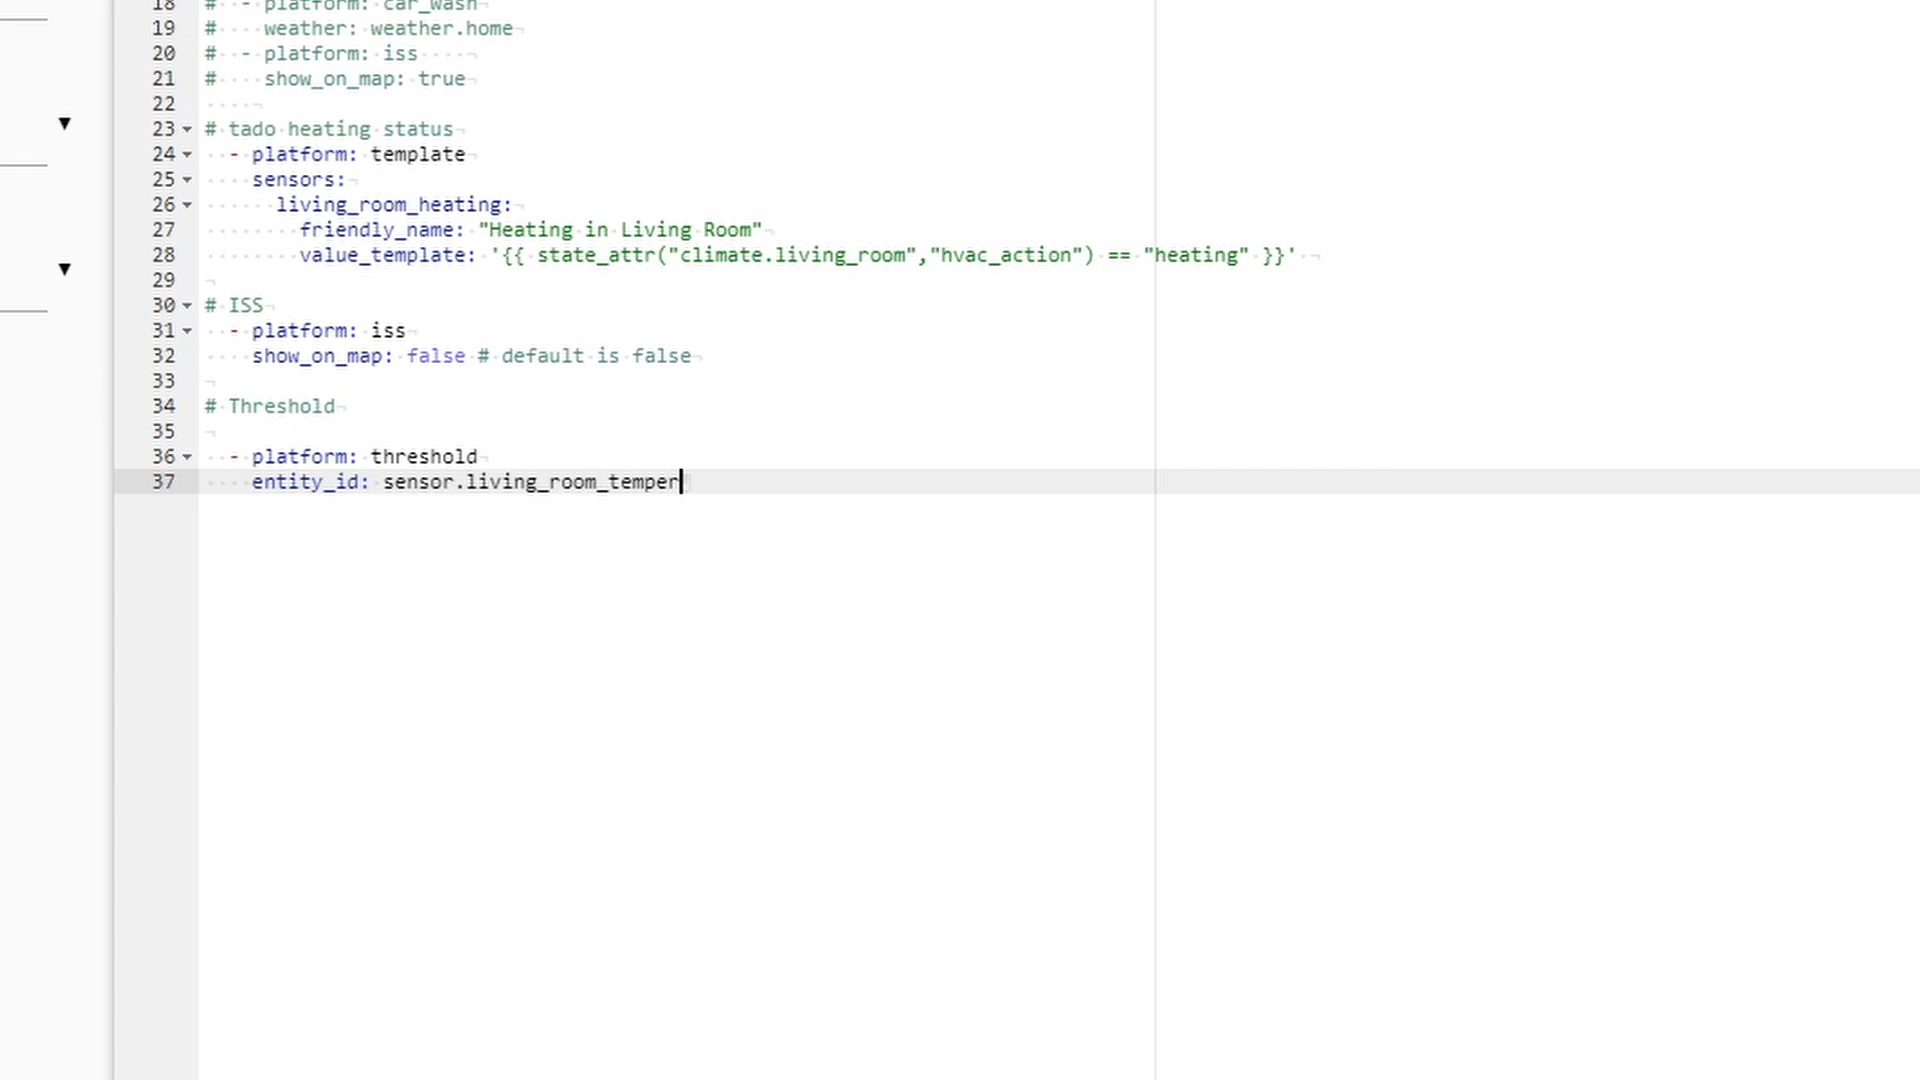 18 # - platform: car_wash
19 # weather: weather.home
20 # - platform: iss
21 # show_on_map: true
22
23 # tado heating status
24 - platform: template
25 sensors:
26 living_room_heating:
27 friendly_name: "Heating in Living Room"
28 value_template: '{{ state_attr("climate.living_room","hvac_action") == "heating" }}'
29
30 # ISS
31 - platform: iss
32 show_on_map: false # default is false
33
34 # Threshold
35
36 - platform: threshold
37 entity_id: sensor.living_room_temper